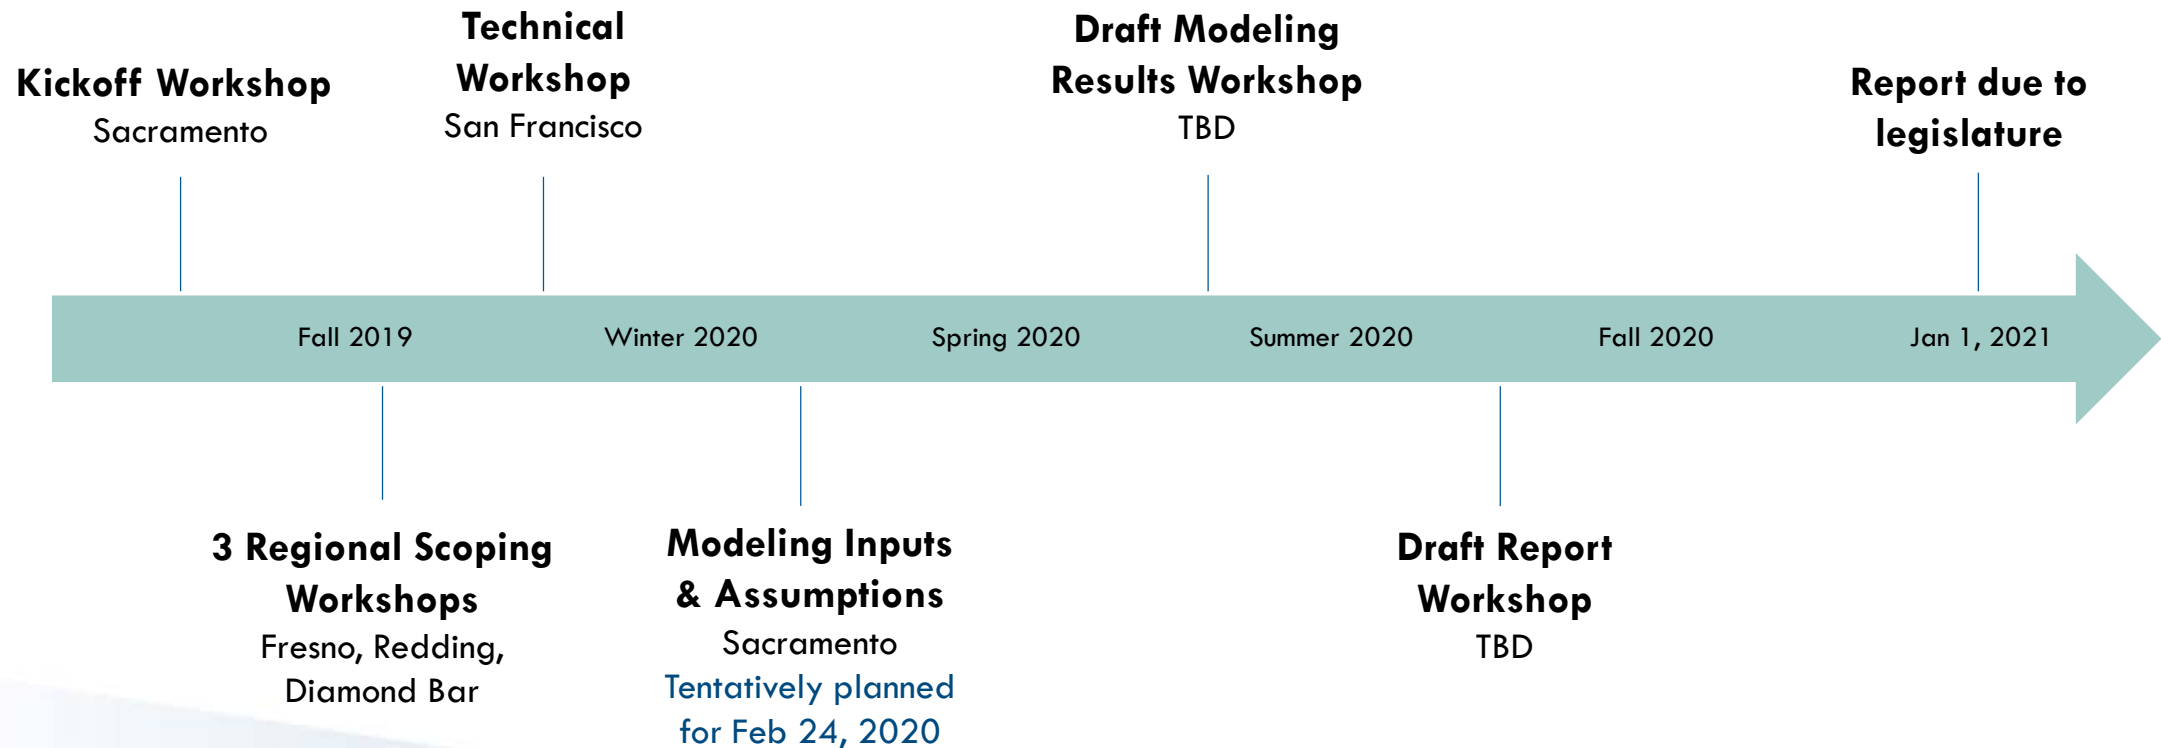 Kickoff Workshop
Sacramento
Technical
Workshop
San Francisco
Draft Modeling
Results Workshop
TBD
Report due to
legislature
Fall 2019
Winter 2020
Spring 2020
Summer 2020
Fall 2020
Jan 1, 2021
3 Regional Scoping
Workshops
Fresno, Redding,
Diamond Bar
Modeling Inputs
& Assumptions
Sacramento
Tentatively planned
for Feb 24, 2020
Draft Report
Workshop
TBD